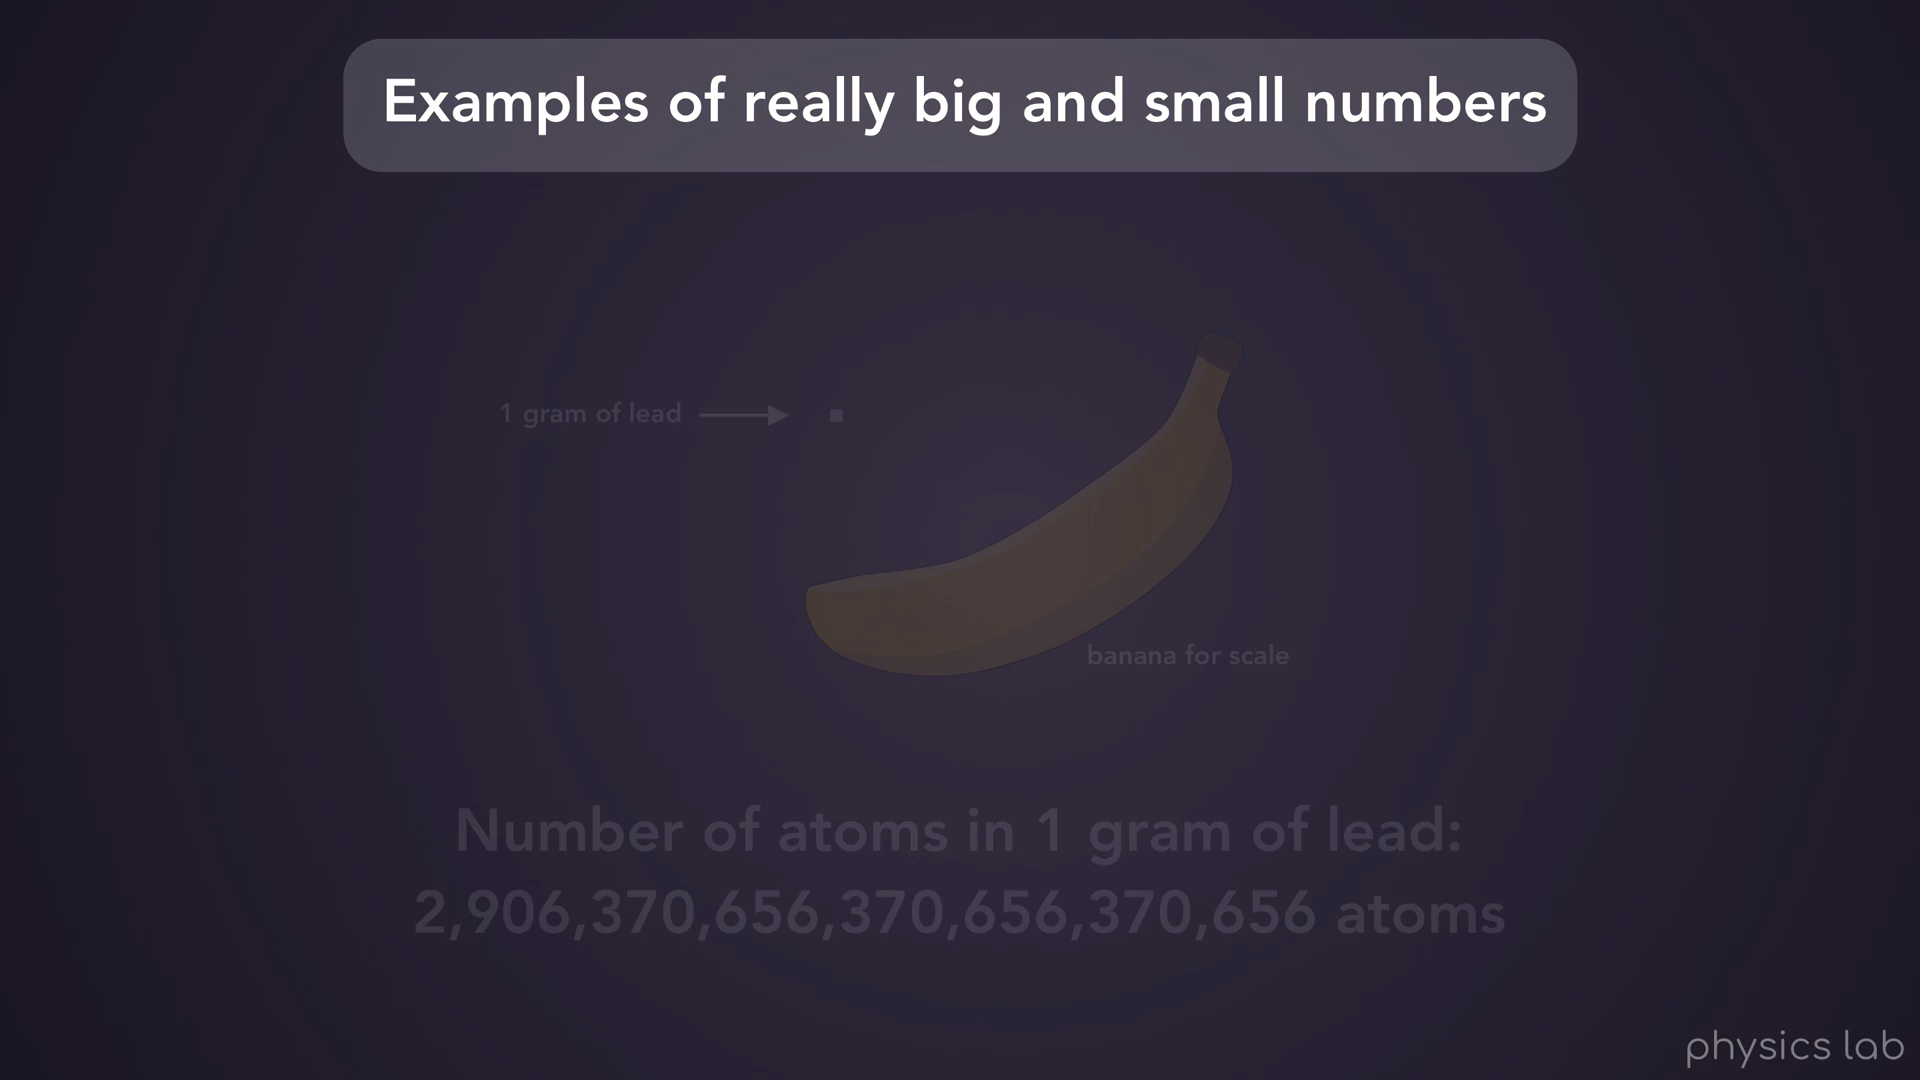 Examples of really big and small numbers
1 gram of lead
banana for scale
Number of atoms in 1 gram of lead:
2,906,370,656,370,656,370,656 atoms
physics lab